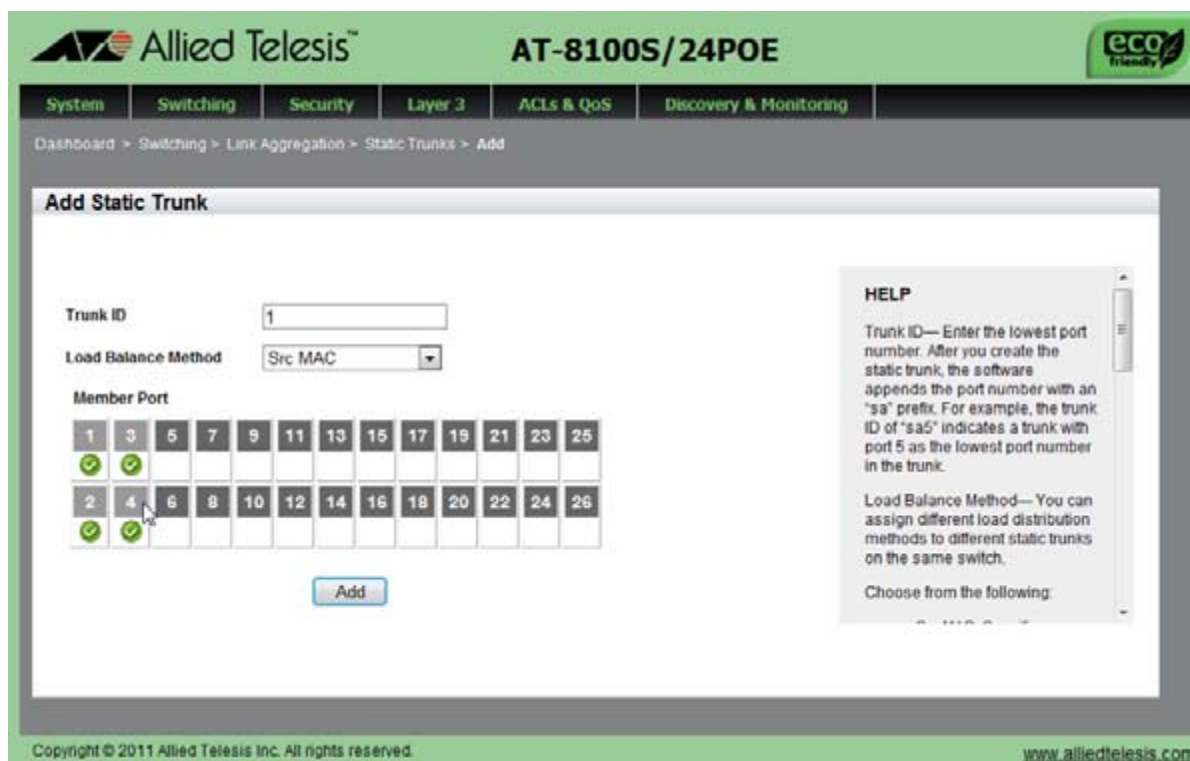 Allied Telesis™
AT-8100S/24POE
eco
friendly
System Switching Security Layer 3 ACLs & QoS Discovery & Monitoring
Dashboard > Switching > Link Aggregation > Static Trunks > Add
Add Static Trunk
Trunk ID 1
Load Balance Method Src MAC
Member Port
1 3 5 7 9 11 13 15 17 19 21 23 25
2 4 6 8 10 12 14 16 18 20 22 24 26
Add
HELP
Trunk ID— Enter the lowest port
number. After you create the
static trunk, the software
appends the port number with an
"sa" prefix. For example, the trunk
ID of "sa5" indicates a trunk with
port 5 as the lowest port number
in the trunk.
Load Balance Method— You can
assign different load distribution
methods to different static trunks
on the same switch.
Choose from the following:
Copyright © 2011 Allied Telesis Inc. All rights reserved.
www.alliedtelesis.com